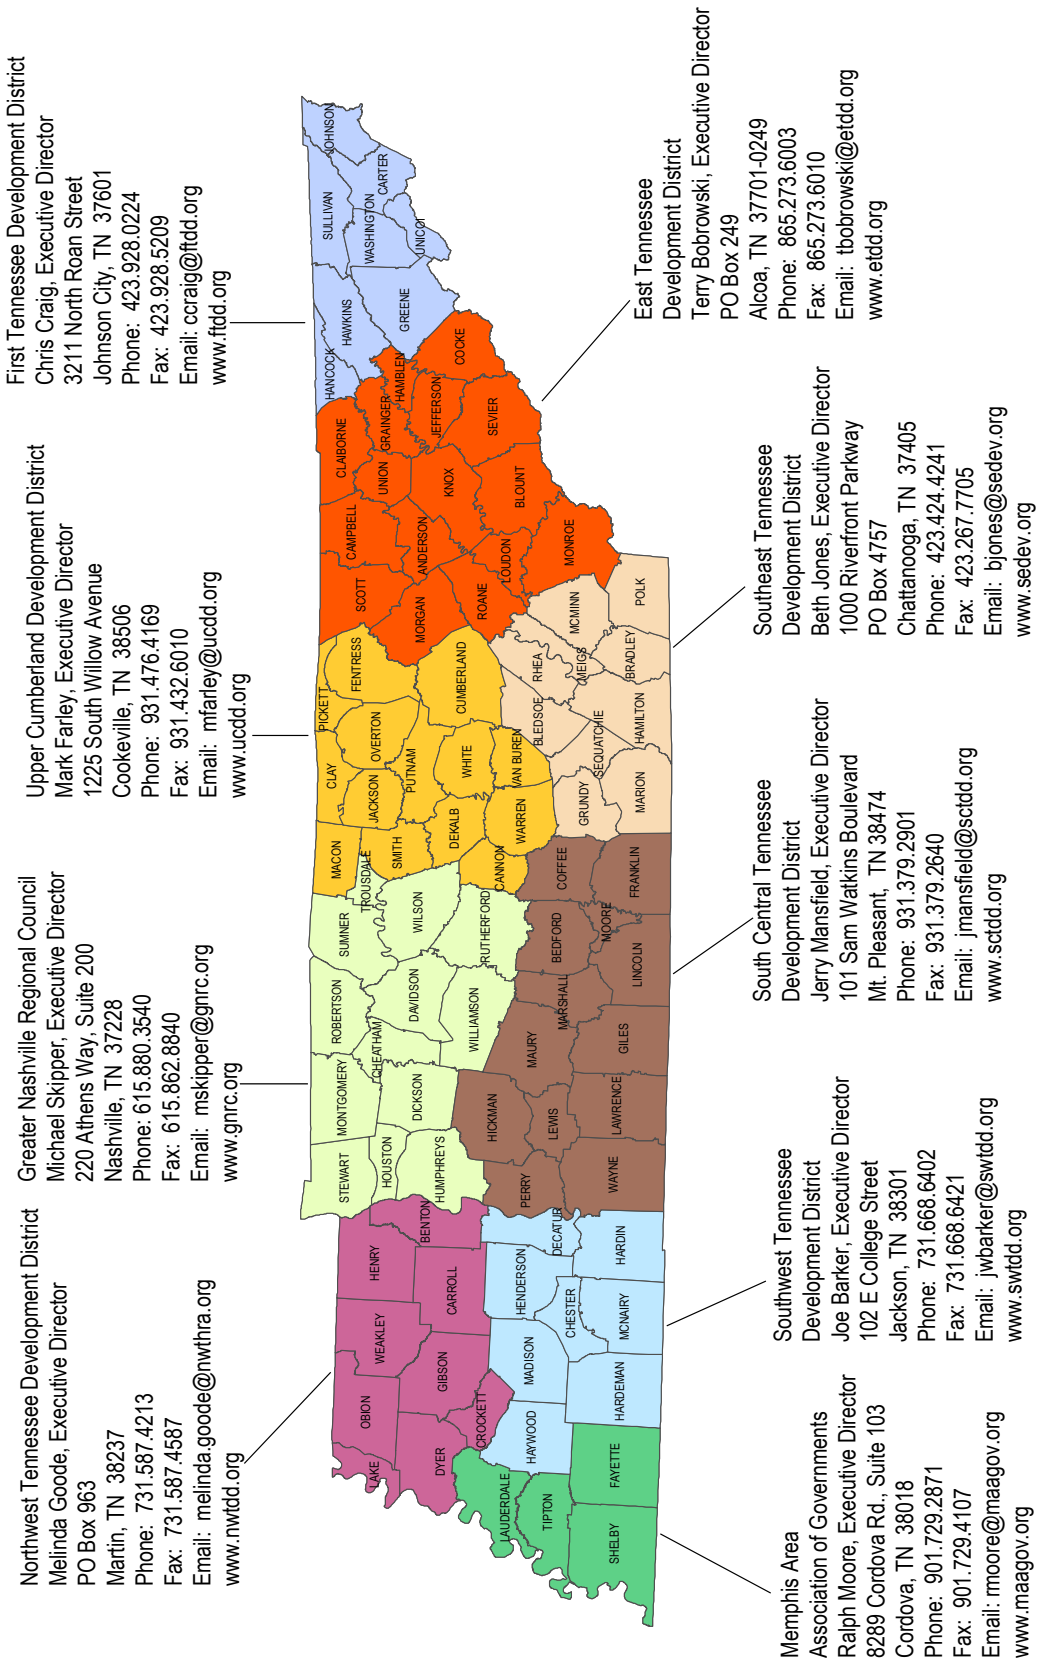 Northwest Tennessee Development District
Melinda Goode, Executive Director
PO Box 963
Martin, TN 38237
Phone: 731.587.4213
Fax: 731.587.4587
Email: melinda.goode@nwthra.org
www.nwtdd.org
Greater Nashville Regional Council
Michael Skipper, Executive Director
220 Athens Way, Suite 200
Nashville, TN 37228
Phone: 615.880.3540
Fax: 615.862.8840
Email: mskipper@gnrc.org
www.gnrc.org
Upper Cumberland Development District
Mark Farley, Executive Director
1225 South Willow Avenue
Cookeville, TN 38506
Phone: 931.476.4169
Fax: 931.432.6010
Email: mfarley@ucdd.org
www.ucdd.org
First Tennessee Development District
Chris Craig, Executive Director
3211 North Roan Street
Johnson City, TN 37601
Phone: 423.928.0224
Fax: 423.928.5209
Email: ccraig@ftdd.org
www.ftdd.org
LAKE
OBION
WEAKLEY
HENRY
DYER
GIBSON
CARROLL
BENTON
CROCKETT
STEWART
MONTGOMERY
ROBERTSON
SUMNER
HOUSTON
CHEATHAM
TROUSDALE
HUMPHREYS
DICKSON
DAVIDSON
WILSON
WILLIAMSON
RUTHERFORD
MACON
CLAY
PICKETT
SMITH
JACKSON
OVERTON
FENTRESS
PUTNAM
DEKALB
WHITE
CUMBERLAND
CANNON
WARREN
VAN BUREN
SCOTT
CAMPBELL
CLAIBORNE
HANCOCK
HAWKINS
SULLIVAN
JOHNSON
MORGAN
ANDERSON
UNION
GRAINGER
HAMBLEN
GREENE
WASHINGTON
CARTER
UNICOI
ROANE
LOUDON
KNOX
JEFFERSON
COCKE
SEVIER
BLOUNT
MONROE
LAUDERDALE
TIPTON
SHELBY
FAYETTE
HAYWOOD
MADISON
HENDERSON
DECATUR
CHESTER
HARDEMAN
MCNAIRY
HARDIN
PERRY
HICKMAN
LEWIS
MAURY
MARSHALL
BEDFORD
COFFEE
WAYNE
LAWRENCE
GILES
LINCOLN
MOORE
FRANKLIN
GRUNDY
SEQUATCHIE
BLEDSOE
RHEA
MEIGS
MCMINN
MARION
HAMILTON
BRADLEY
POLK
Memphis Area
Association of Governments
Ralph Moore, Executive Director
8289 Cordova Rd., Suite 103
Cordova, TN 38018
Phone: 901.729.2871
Fax: 901.729.4107
Email: rmoore@maagov.org
www.maagov.org
Southwest Tennessee
Development District
Joe Barker, Executive Director
102 E College Street
Jackson, TN 38301
Phone: 731.668.6402
Fax: 731.668.6421
Email: jwbarker@swtdd.org
www.swtdd.org
South Central Tennessee
Development District
Jerry Mansfield, Executive Director
101 Sam Watkins Boulevard
Mt. Pleasant, TN 38474
Phone: 931.379.2901
Fax: 931.379.2640
Email: jmansfield@sctdd.org
www.sctdd.org
Southeast Tennessee
Development District
Beth Jones, Executive Director
1000 Riverfront Parkway
PO Box 4757
Chattanooga, TN 37405
Phone: 423.424.4241
Fax: 423.267.7705
Email: bjones@sedev.org
www.sedev.org
East Tennessee
Development District
Terry Bobrowski, Executive Director
PO Box 249
Alcoa, TN 37701-0249
Phone: 865.273.6003
Fax: 865.273.6010
Email: tbobrowski@etdd.org
www.etdd.org